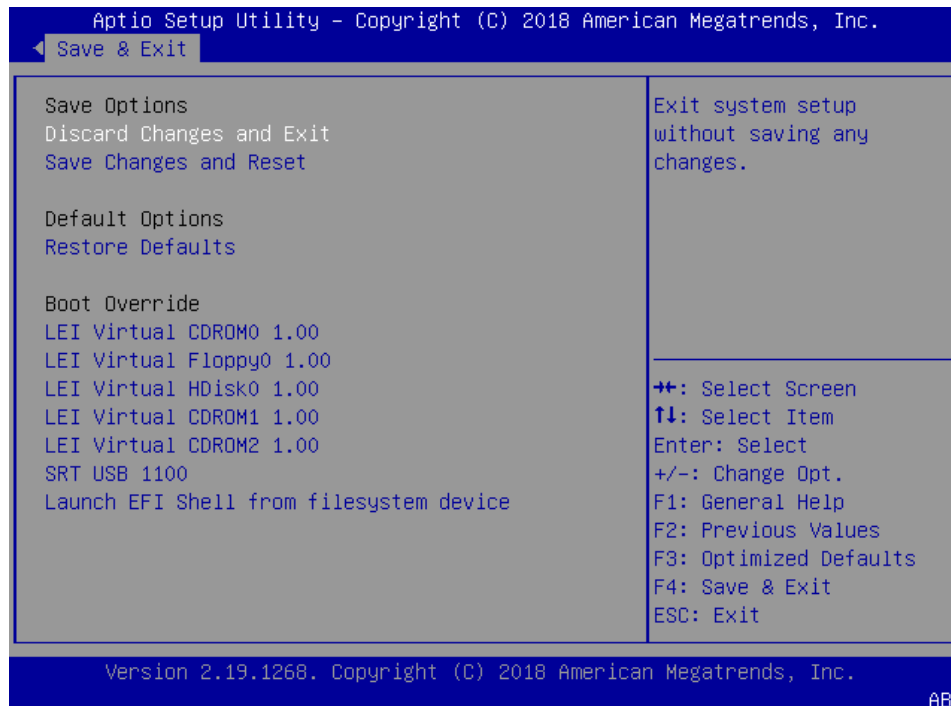 Aptio Setup Utility – Copyright (C) 2018 American Megatrends, Inc.
Save & Exit
Save Options
Discard Changes and Exit
Save Changes and Reset
Default Options
Restore Defaults
Boot Override
LEI Virtual CDROM0 1.00
LEI Virtual Floppy0 1.00
LEI Virtual HDisk0 1.00
LEI Virtual CDROM1 1.00
LEI Virtual CDROM2 1.00
SRT USB 1100
Launch EFI Shell from filesystem device
Exit system setup
without saving any
changes.
→←: Select Screen
↑↓: Select Item
Enter: Select
+/-: Change Opt.
F1: General Help
F2: Previous Values
F3: Optimized Defaults
F4: Save & Exit
ESC: Exit
Version 2.19.1268. Copyright (C) 2018 American Megatrends, Inc.
AB